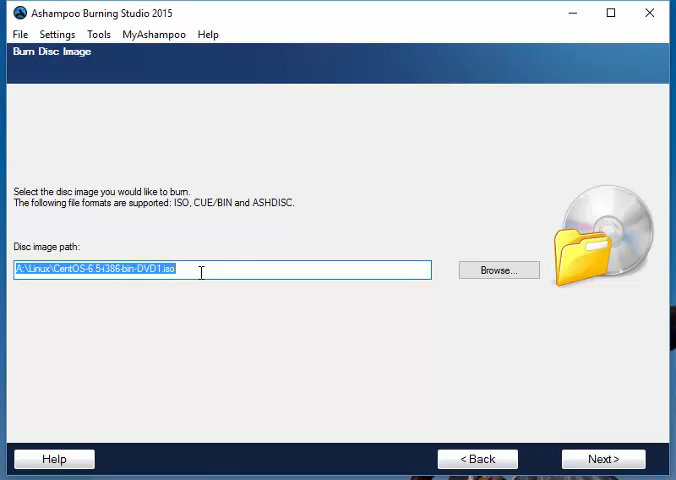 Ashampoo Burning Studio 2015
File Settings Tools MyAshampoo Help
Burn Disc Image
Select the disc image you would like to burn.
The following file formats are supported: ISO, CUE/BIN and ASHDISC.
Disc image path:
A:\Linux\CentOS-6.5-i386-bin-DVD1.iso
Browse...
Help < Back Next >